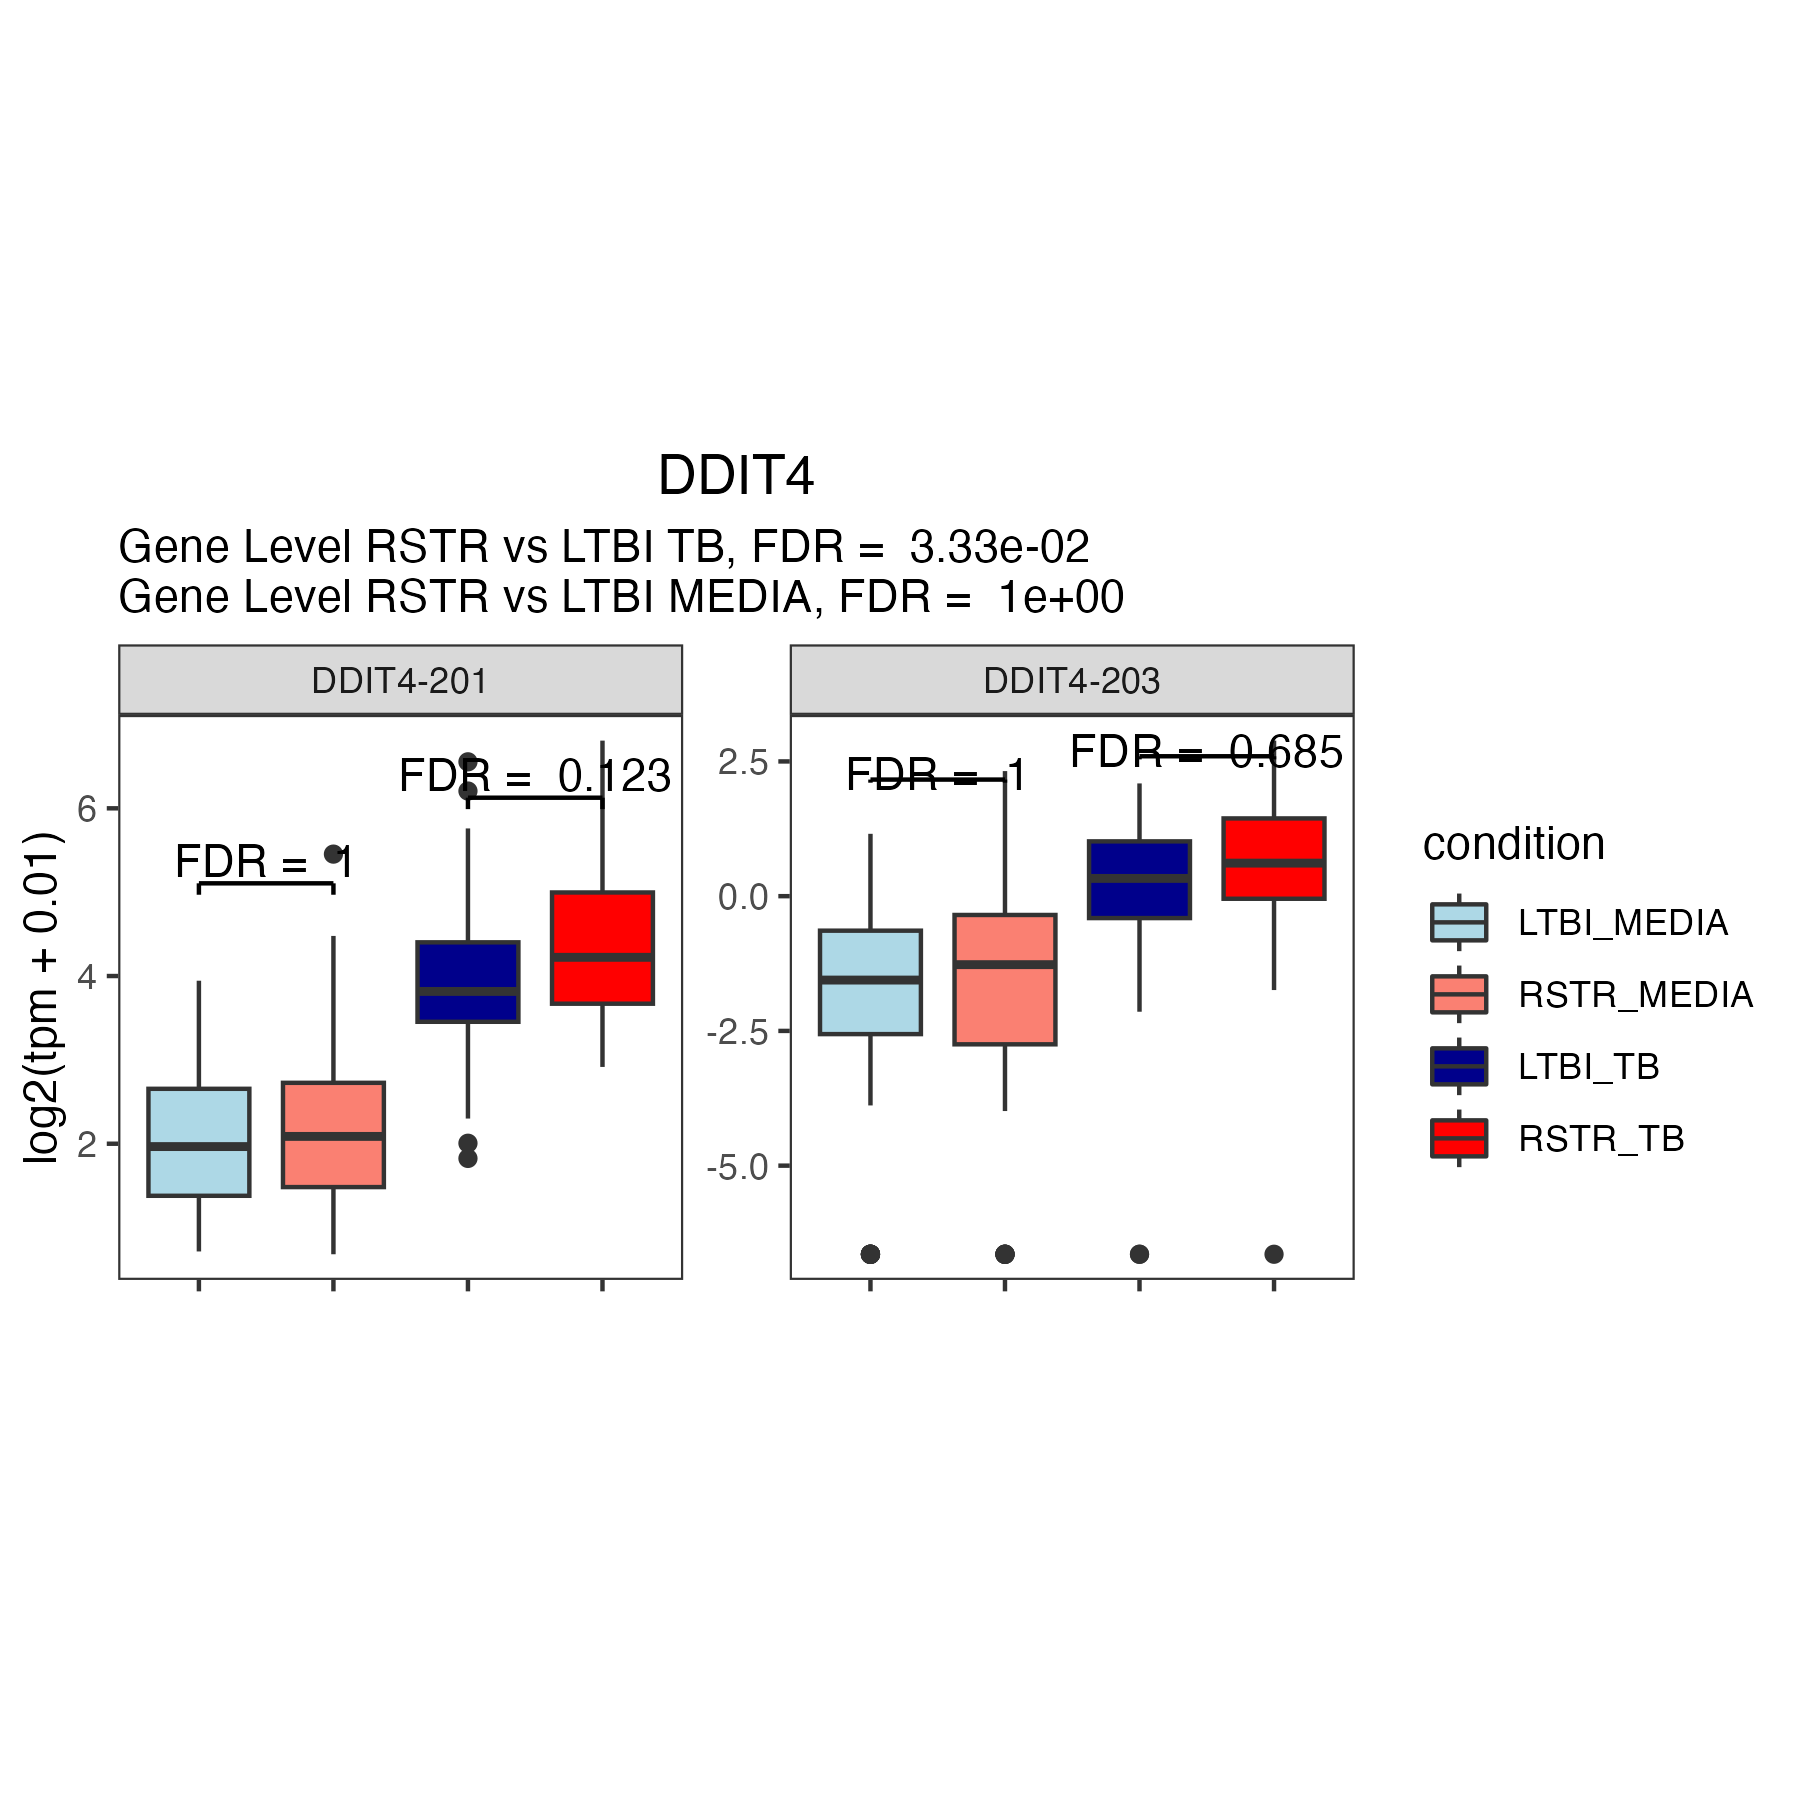 DDIT4
Gene Level RSTR vs LTBI TB, FDR =  3.33e-02
Gene Level RSTR vs LTBI MEDIA, FDR =  1e+00
DDIT4-201
DDIT4-203
log2(tpm + 0.01)
6
4
2
FDR =  1
FDR =  0.123
2.5
0.0
-2.5
-5.0
FDR =  1
FDR =  0.685
condition
LTBI_MEDIA
RSTR_MEDIA
LTBI_TB
RSTR_TB